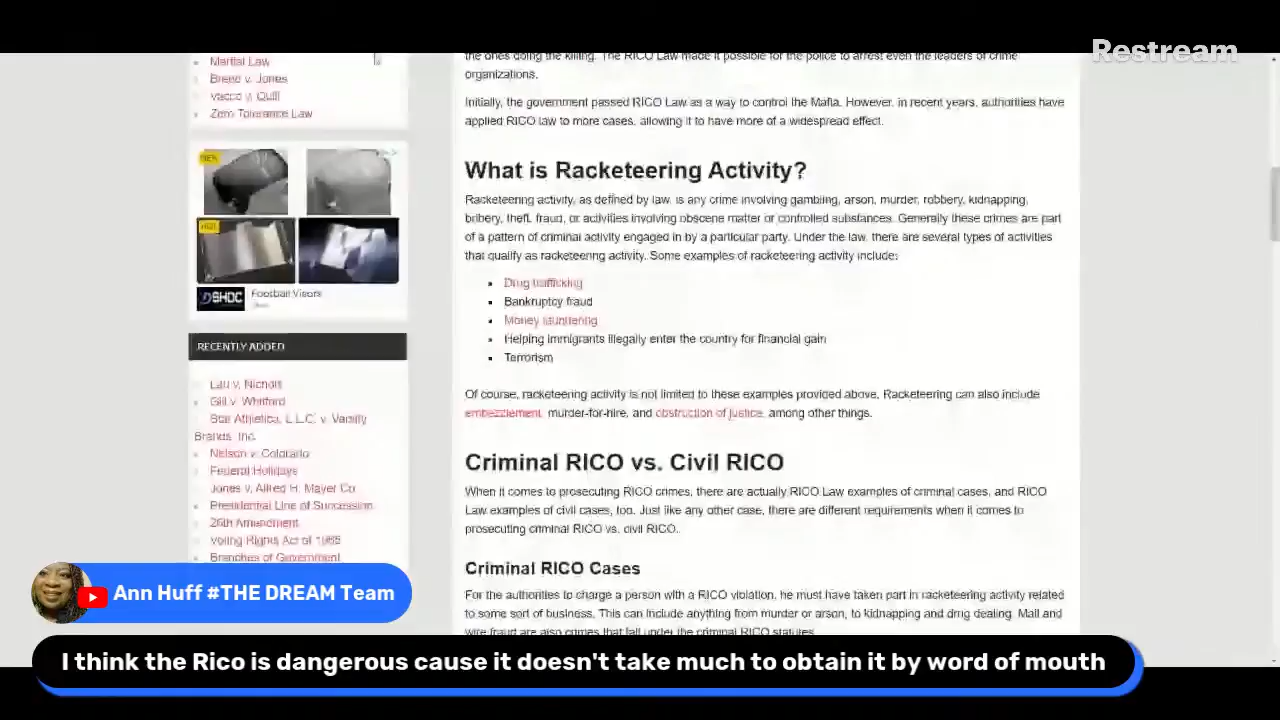 Restream
Martial Law
Breed v. Jones
Vacco v. Quill
Zero Tolerance Law
the ones doing the killing. The RICO Law made it possible for the police to arrest even the leaders of crime
organizations.
Initially, the government passed RICO Law as a way to control the Mafia. However, in recent years, authorities have
applied RICO law to more cases, allowing it to have more of a widespread effect.
What is Racketeering Activity?
Racketeering activity, as defined by law, is any crime involving gambling, arson, murder, robbery, kidnapping,
bribery, theft, fraud, or activities involving obscene matter or controlled substances. Generally these crimes are part
of a pattern of criminal activity engaged in by a particular party. Under the law, there are several types of activities
that qualify as racketeering activity. Some examples of racketeering activity include:
Drug trafficking
Bankruptcy fraud
Money laundering
Helping immigrants illegally enter the country for financial gain
Terrorism
Of course, racketeering activity is not limited to these examples provided above. Racketeering can also include
embezzlement, murder-for-hire, and obstruction of justice, among other things.
Criminal RICO vs. Civil RICO
When it comes to prosecuting RICO crimes, there are actually RICO Law examples of criminal cases, and RICO
Law examples of civil cases, too. Just like any other case, there are different requirements when it comes to
prosecuting criminal RICO vs. civil RICO.
Criminal RICO Cases
For the authorities to charge a person with a RICO violation, he must have taken part in racketeering activity related
to some sort of business. This can include anything from murder or arson, to kidnapping and drug dealing. Mail and
wire fraud are also crimes that fall under the criminal RICO statutes.
NEW
SHOC
Football Visors
RECENTLY ADDED
Lau v. Nichols
Gill v. Whitford
Star Athletica, L.L.C. v. Varsity
Brands, Inc.
Nelson v. Colorado
Federal Holidays
Jones v. Alfred H. Mayer Co
Presidential Line of Succession
26th Amendment
Voting Rights Act of 1965
Branches of Government
Ann Huff #THE DREAM Team
I think the Rico is dangerous cause it doesn't take much to obtain it by word of mouth